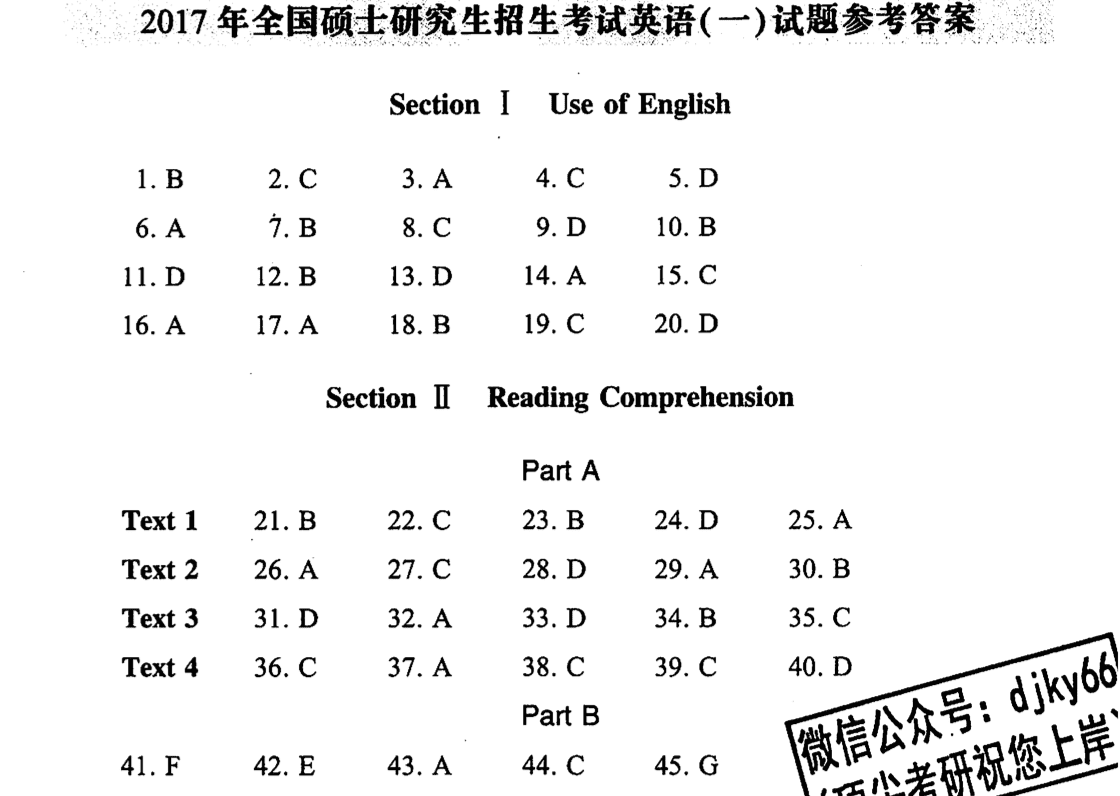 2017 年全国硕士研究生招生考试英语(一)试题参考答案
Section Ⅰ Use of English
1. B 2. C 3. A 4. C 5. D
6. A 7. B 8. C 9. D 10. B
11. D 12. B 13. D 14. A 15. C
16. A 17. A 18. B 19. C 20. D
Section Ⅱ Reading Comprehension
Part A
Text 1 21. B 22. C 23. B 24. D 25. A
Text 2 26. A 27. C 28. D 29. A 30. B
Text 3 31. D 32. A 33. D 34. B 35. C
Text 4 36. C 37. A 38. C 39. C 40. D
Part B
41. F 42. E 43. A 44. C 45. G
微信公众号: djky66
(顶尖考研祝您上岸)